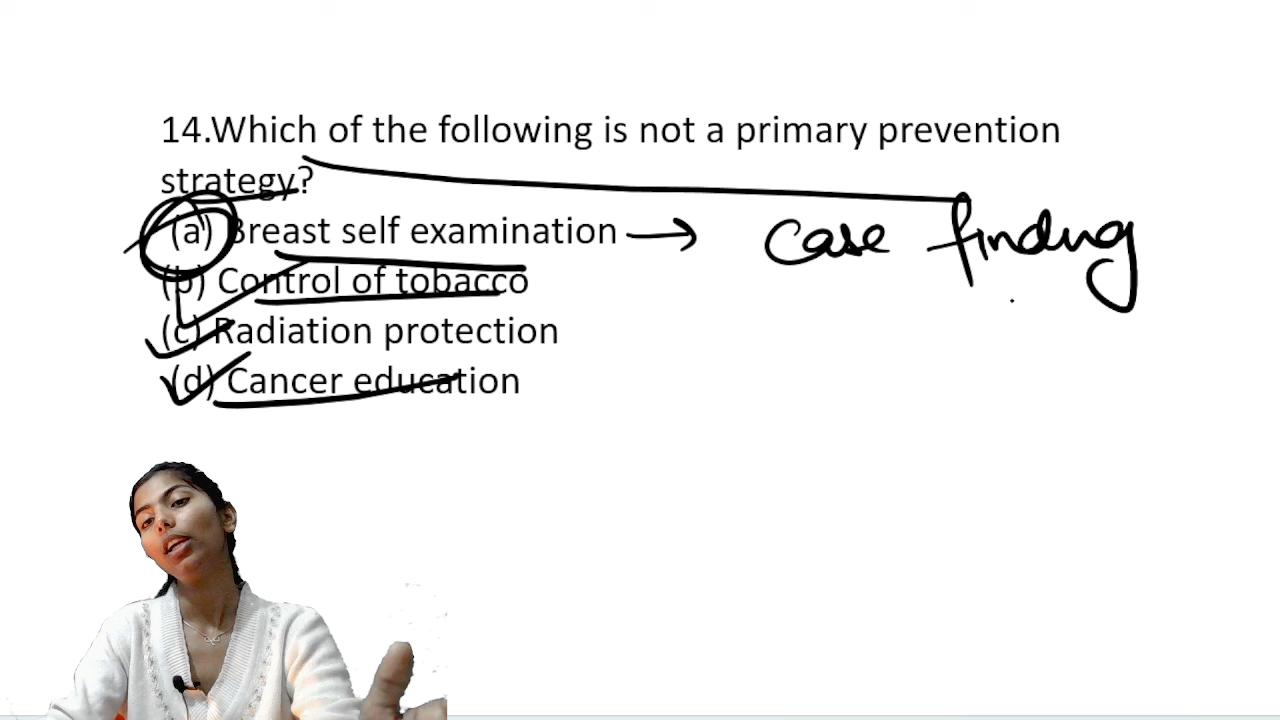 14.Which of the following is not a primary prevention
strategy?
(a) Breast self examination → case finding
(b) Control of tobacco
(c) Radiation protection
(d) Cancer education